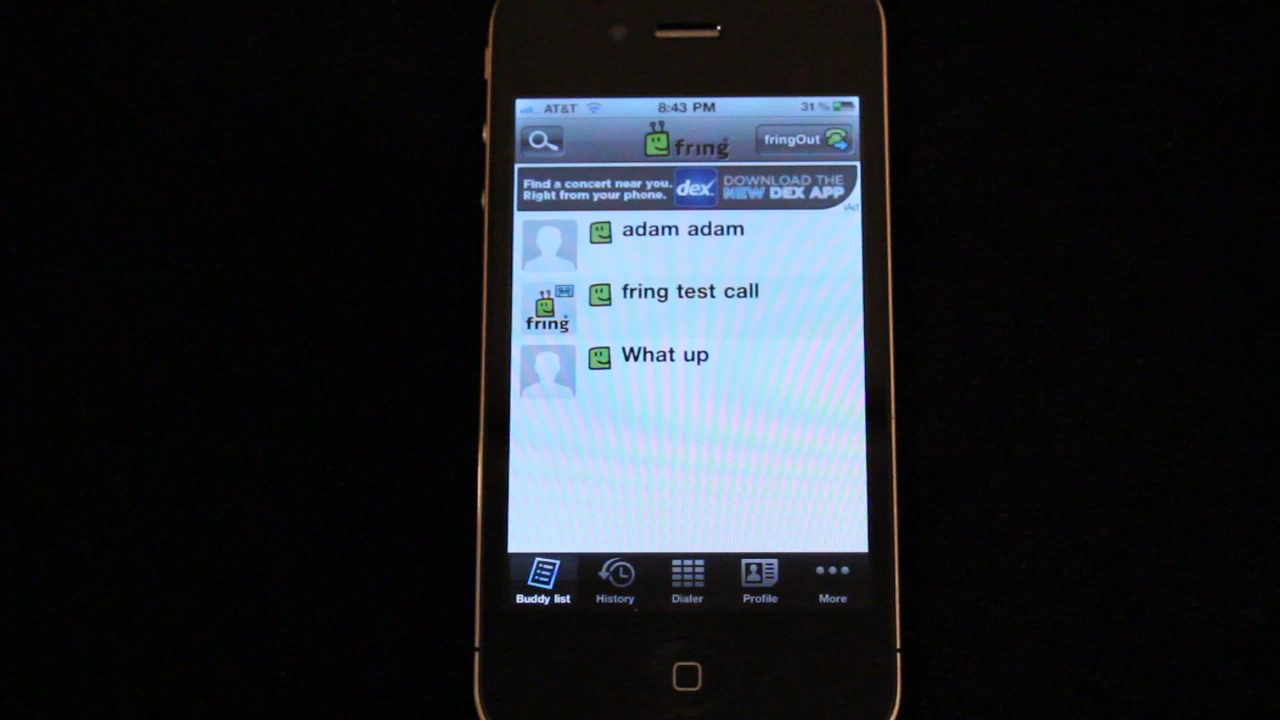 AT&T 8:43 PM 31%
fring fringOut
Find a concert near you. dex DOWNLOAD THE
Right from your phone. NEW DEX APP
iAd
adam adam
fring test call
fring
What up
Buddy list History Dialer Profile More